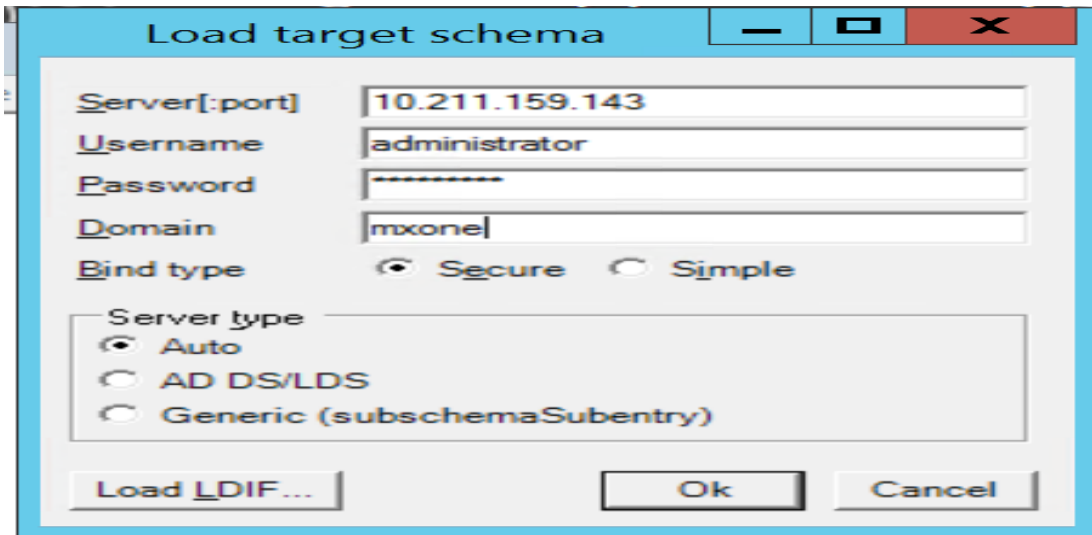 Load target schema
Server[:port] 10.211.159.143
Username administrator
Password *********
Domain mxone
Bind type Secure Simple
Server type
Auto
AD DS/LDS
Generic (subschemaSubentry)
Load LDIF... Ok Cancel